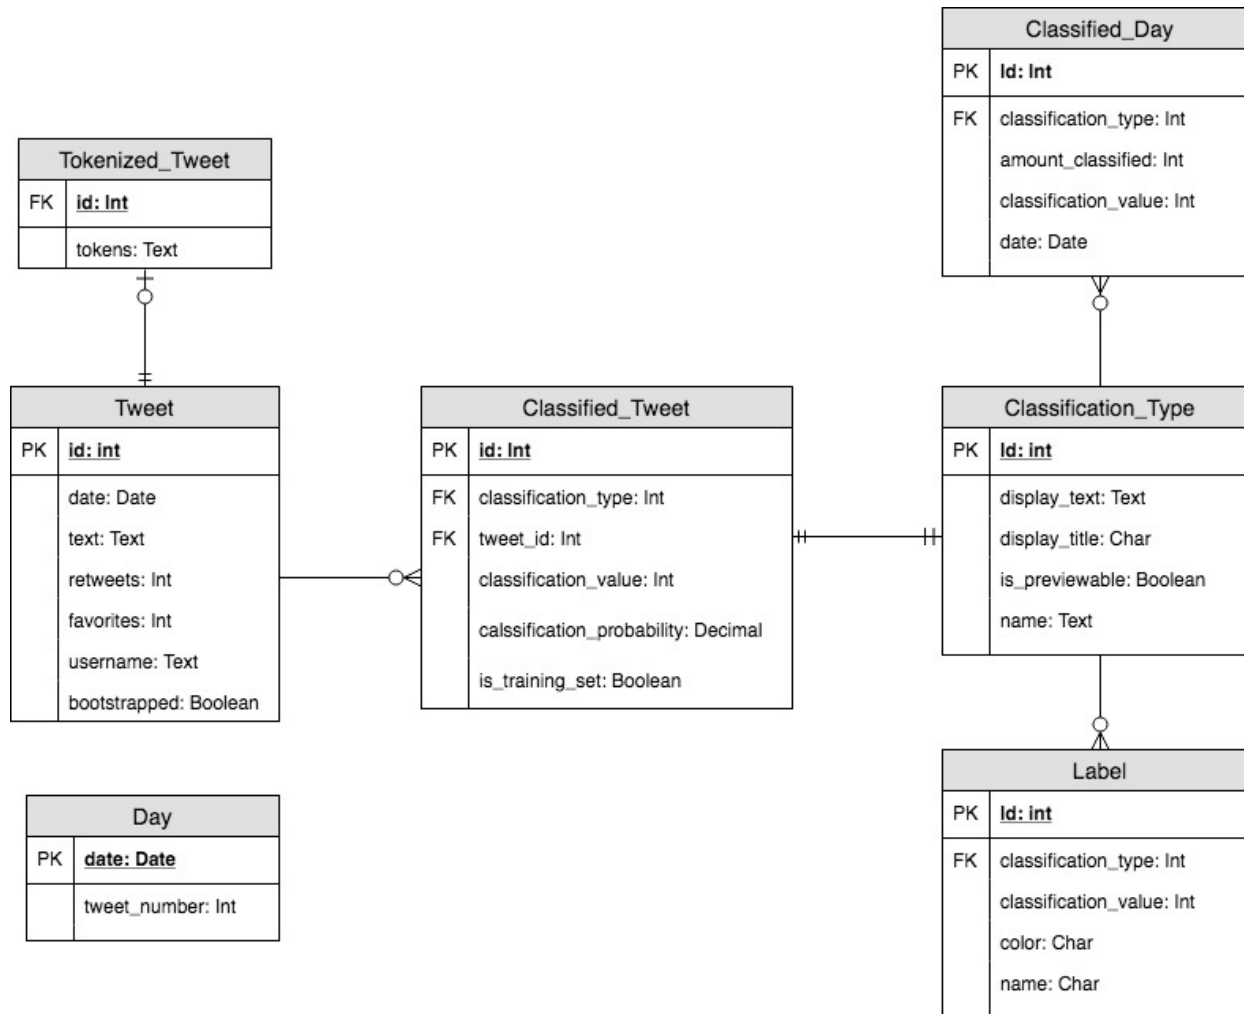 Classified_Day
PK Id: Int
FK classification_type: Int
amount_classified: Int
classification_value: Int
date: Date
Tokenized_Tweet
FK id: Int
tokens: Text
Tweet
PK id: int
date: Date
text: Text
retweets: Int
favorites: Int
username: Text
bootstrapped: Boolean
Classified_Tweet
PK id: Int
FK classification_type: Int
FK tweet_id: Int
classification_value: Int
calssification_probability: Decimal
is_training_set: Boolean
Classification_Type
PK Id: int
display_text: Text
display_title: Char
is_previewable: Boolean
name: Text
Day
PK date: Date
tweet_number: Int
Label
PK Id: int
FK classification_type: Int
classification_value: Int
color: Char
name: Char